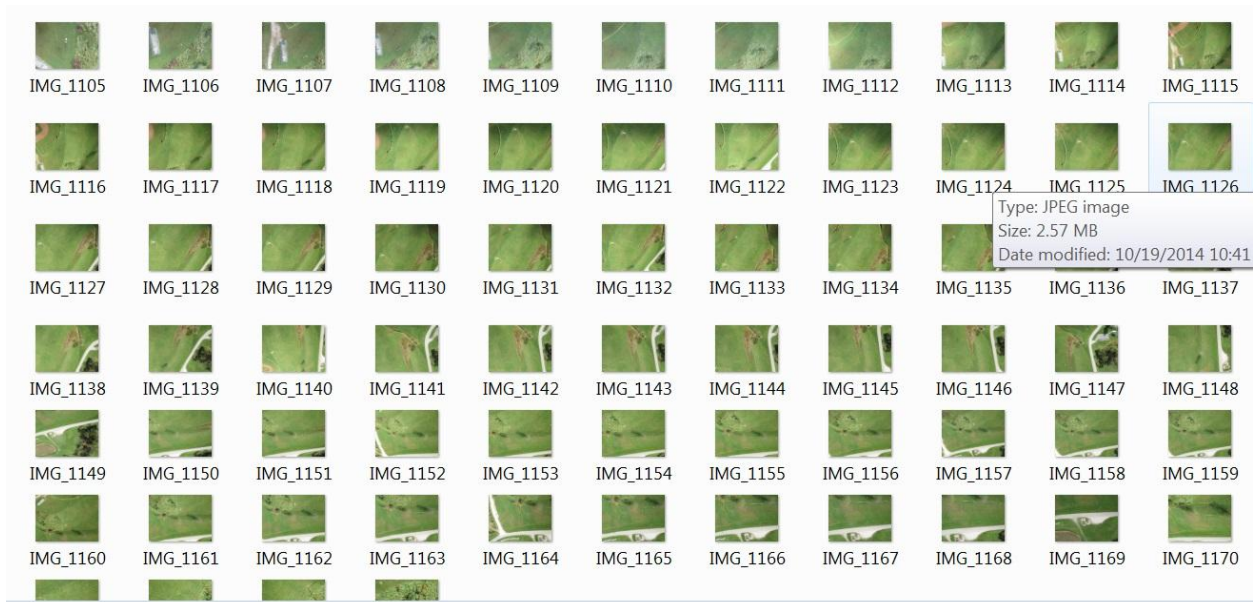 IMG_1105 IMG_1106 IMG_1107 IMG_1108 IMG_1109 IMG_1110 IMG_1111 IMG_1112 IMG_1113 IMG_1114 IMG_1115
IMG_1116 IMG_1117 IMG_1118 IMG_1119 IMG_1120 IMG_1121 IMG_1122 IMG_1123 IMG_1124 IMG_1125 IMG_1126
Type: JPEG image
Size: 2.57 MB
Date modified: 10/19/2014 10:41
IMG_1127 IMG_1128 IMG_1129 IMG_1130 IMG_1131 IMG_1132 IMG_1133 IMG_1134 IMG_1135 IMG_1136 IMG_1137
IMG_1138 IMG_1139 IMG_1140 IMG_1141 IMG_1142 IMG_1143 IMG_1144 IMG_1145 IMG_1146 IMG_1147 IMG_1148
IMG_1149 IMG_1150 IMG_1151 IMG_1152 IMG_1153 IMG_1154 IMG_1155 IMG_1156 IMG_1157 IMG_1158 IMG_1159
IMG_1160 IMG_1161 IMG_1162 IMG_1163 IMG_1164 IMG_1165 IMG_1166 IMG_1167 IMG_1168 IMG_1169 IMG_1170